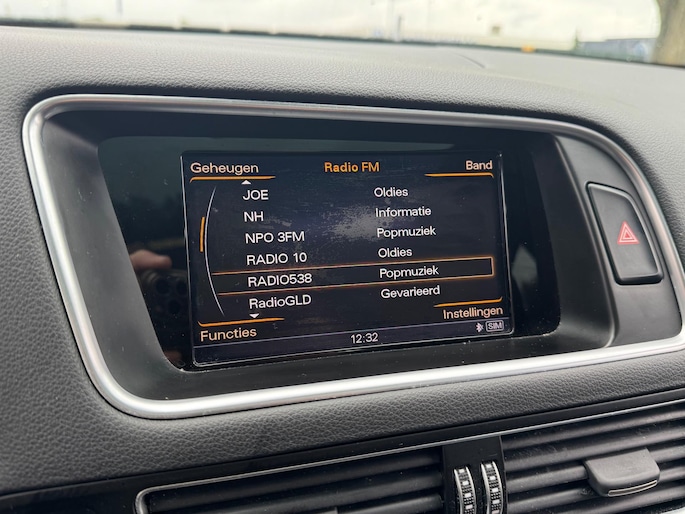 Geheugen Radio FM Band
JOE Oldies
NH Informatie
NPO 3FM Popmuziek
RADIO 10 Oldies
RADIO538 Popmuziek
RadioGLD Gevarieerd
Functies Instellingen
12:32 SIM